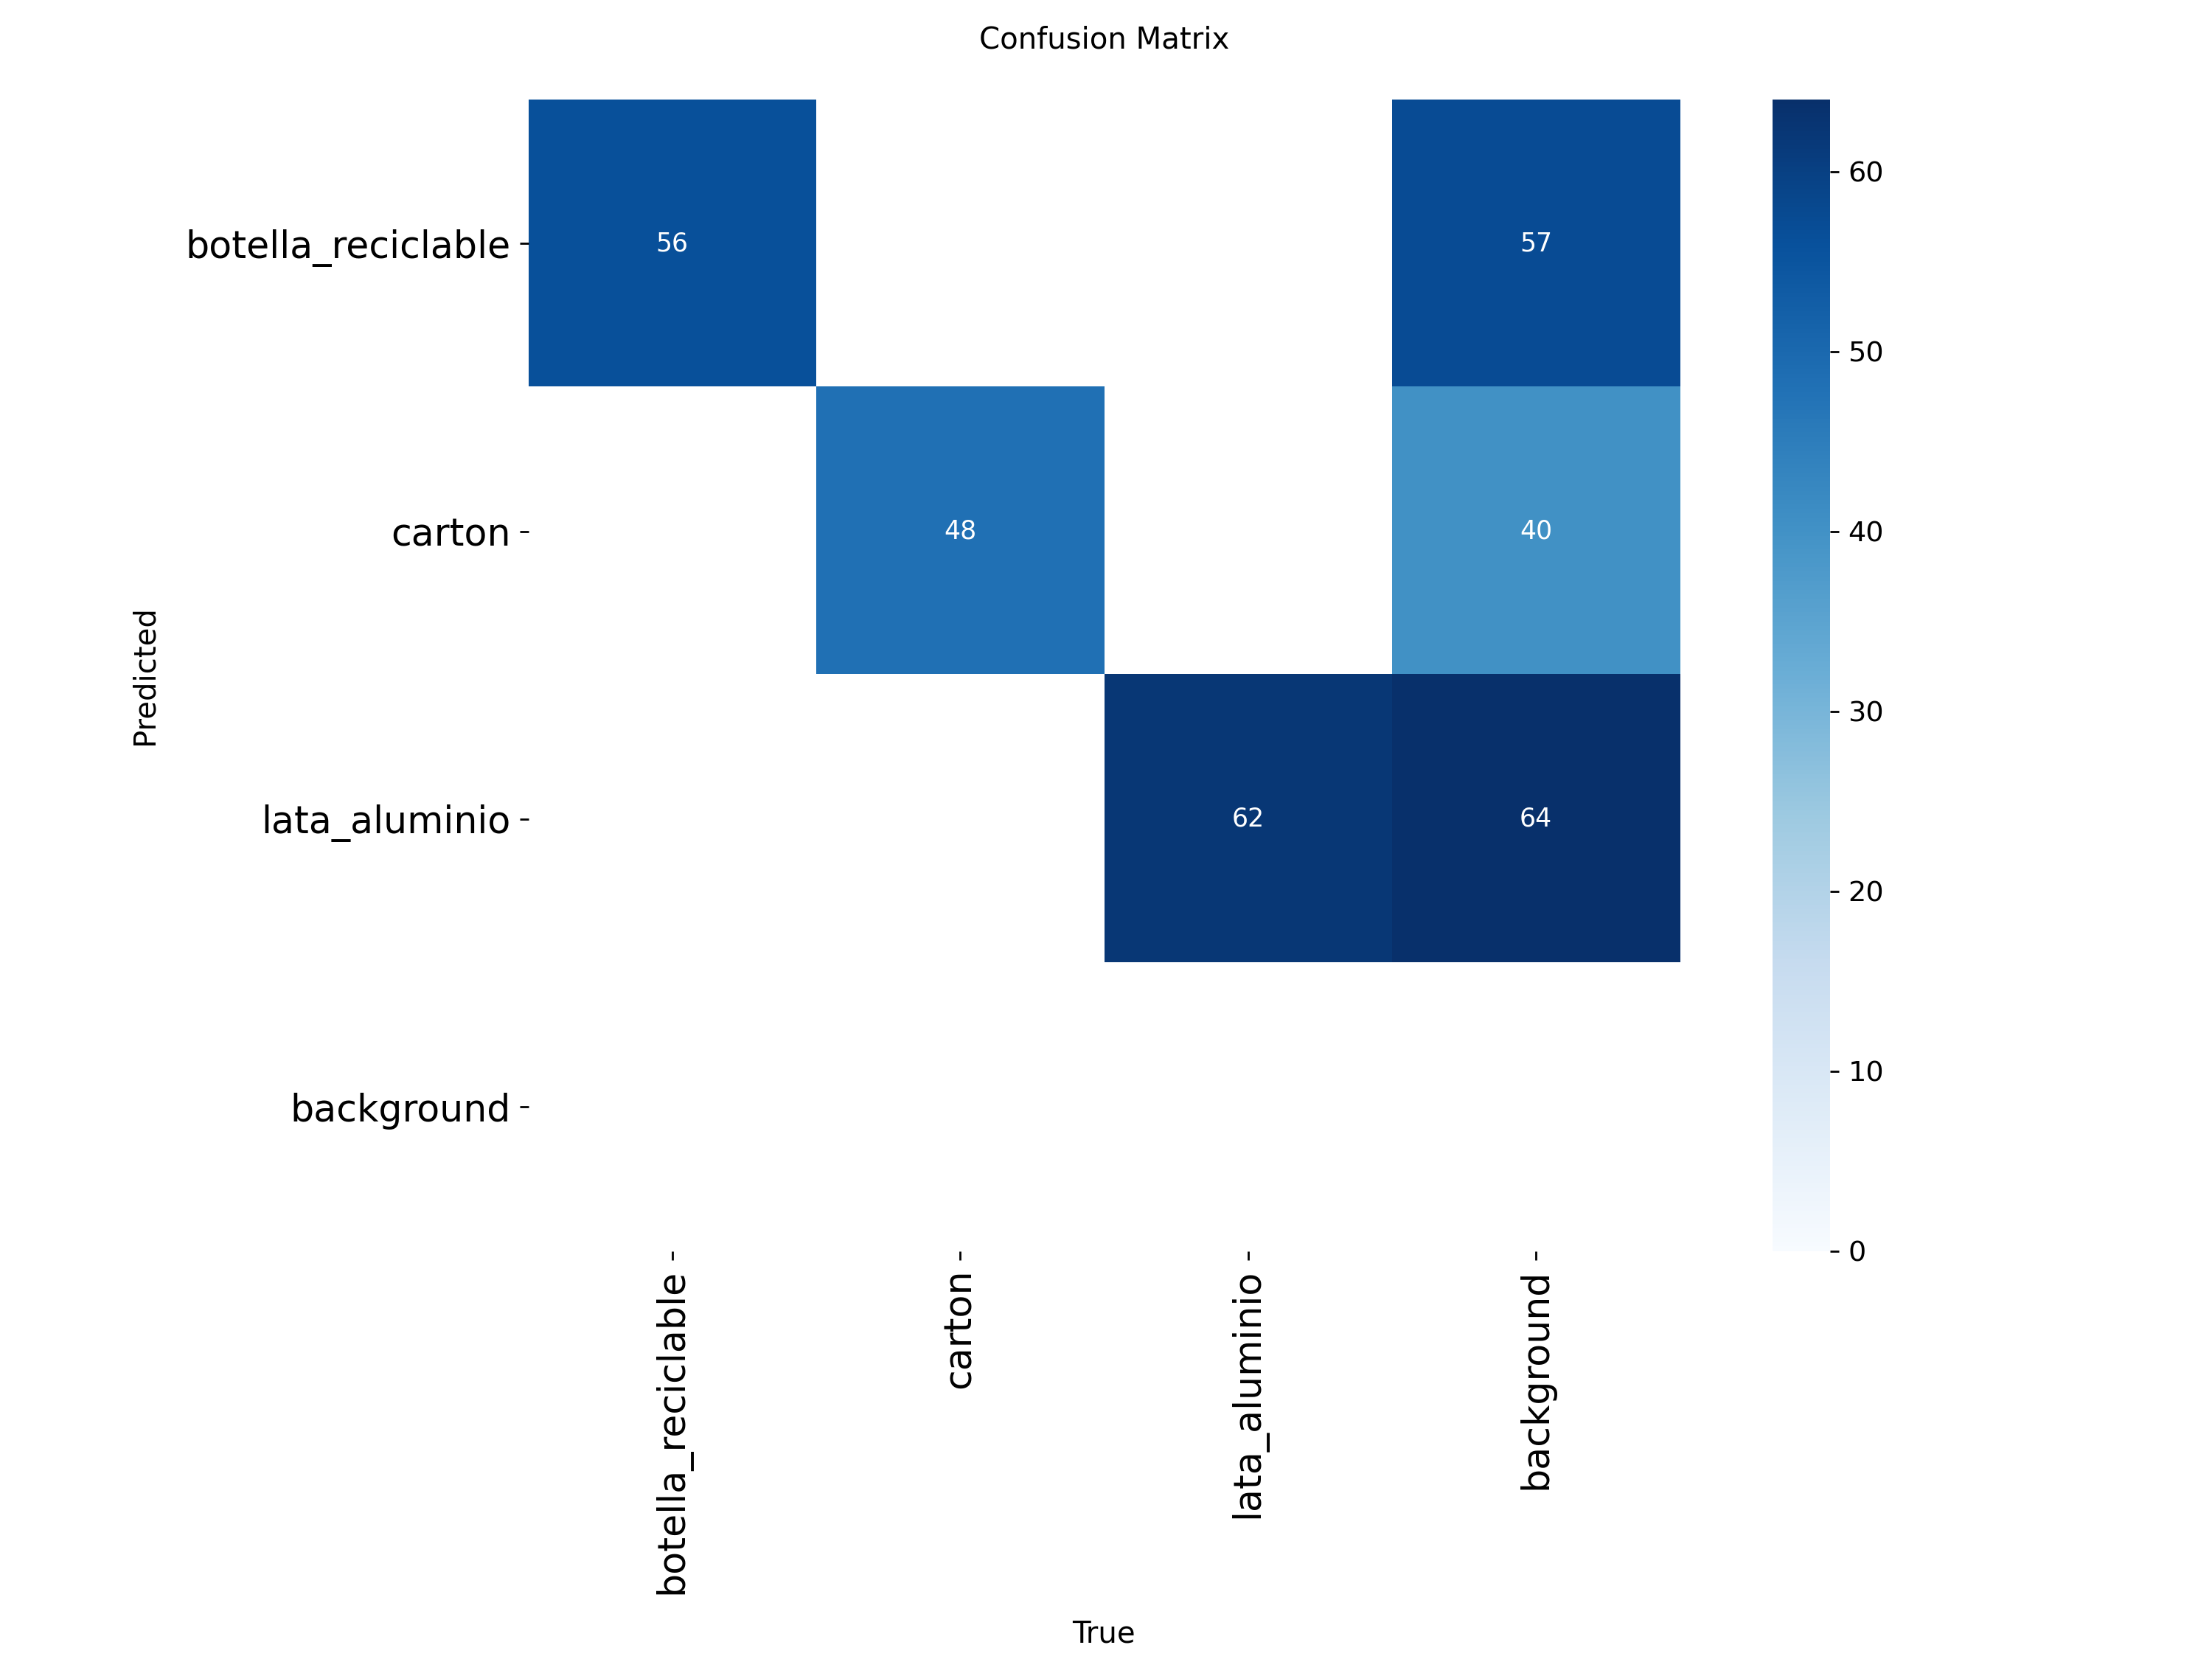 Confusion Matrix
botella_reciclable
56
57
60
50
carton
48
40
40
Predicted
30
lata_aluminio
62
64
20
background
10
0
botella_reciclable
carton
lata_aluminio
background
True